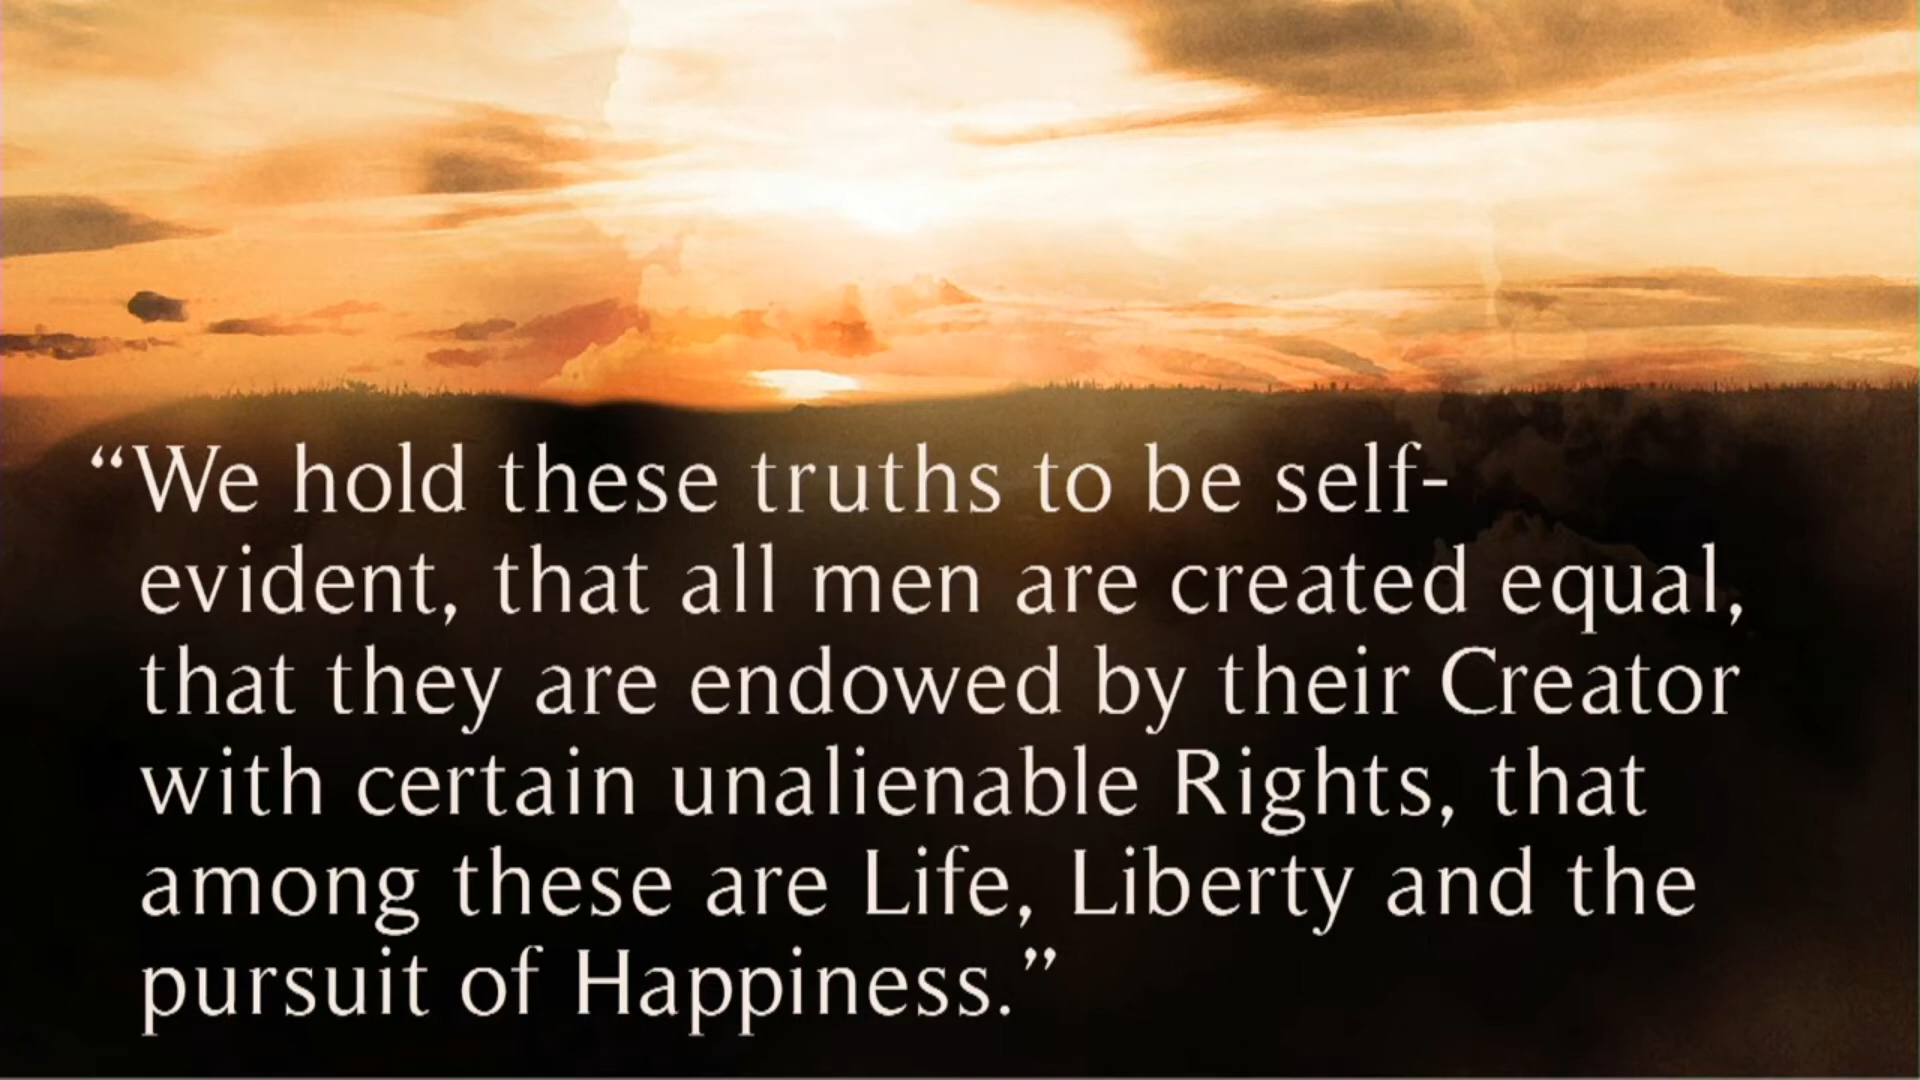 “We hold these truths to be self-
evident, that all men are created equal,
that they are endowed by their Creator
with certain unalienable Rights, that
among these are Life, Liberty and the
pursuit of Happiness.”